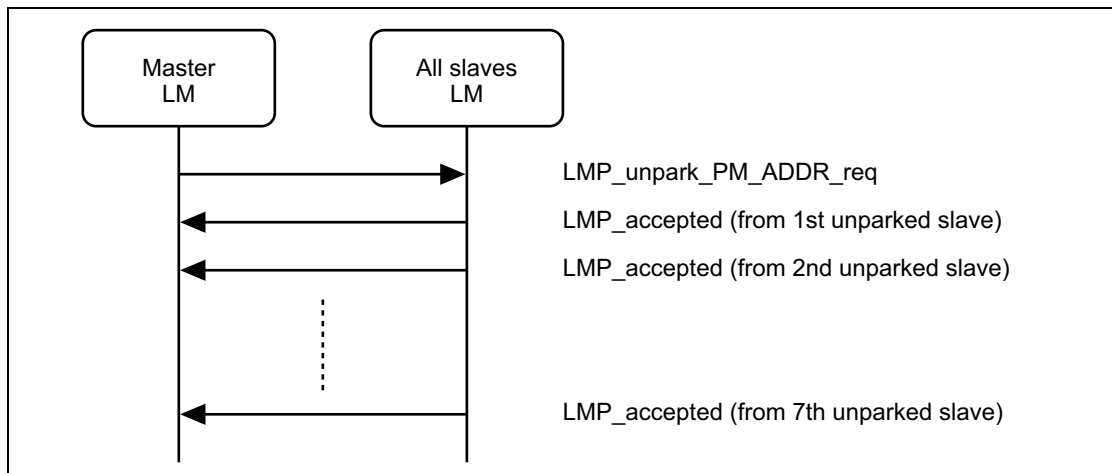 Master
LM
All slaves
LM
LMP_unpark_PM_ADDR_req
LMP_accepted (from 1st unparked slave)
LMP_accepted (from 2nd unparked slave)
LMP_accepted (from 7th unparked slave)